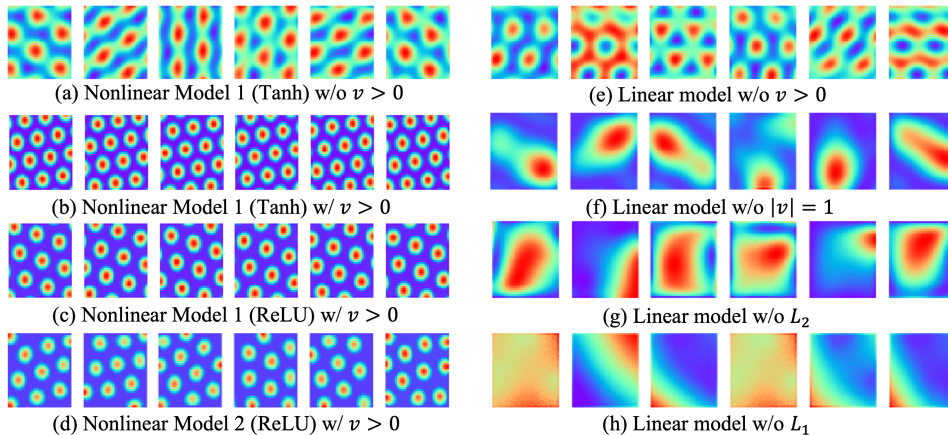 (a) Nonlinear Model 1 (Tanh) w/o v > 0
(b) Nonlinear Model 1 (Tanh) w/ v > 0
(c) Nonlinear Model 1 (ReLU) w/ v > 0
(d) Nonlinear Model 2 (ReLU) w/ v > 0
(e) Linear model w/o v > 0
(f) Linear model w/o |v| = 1
(g) Linear model w/o L₂
(h) Linear model w/o L₁